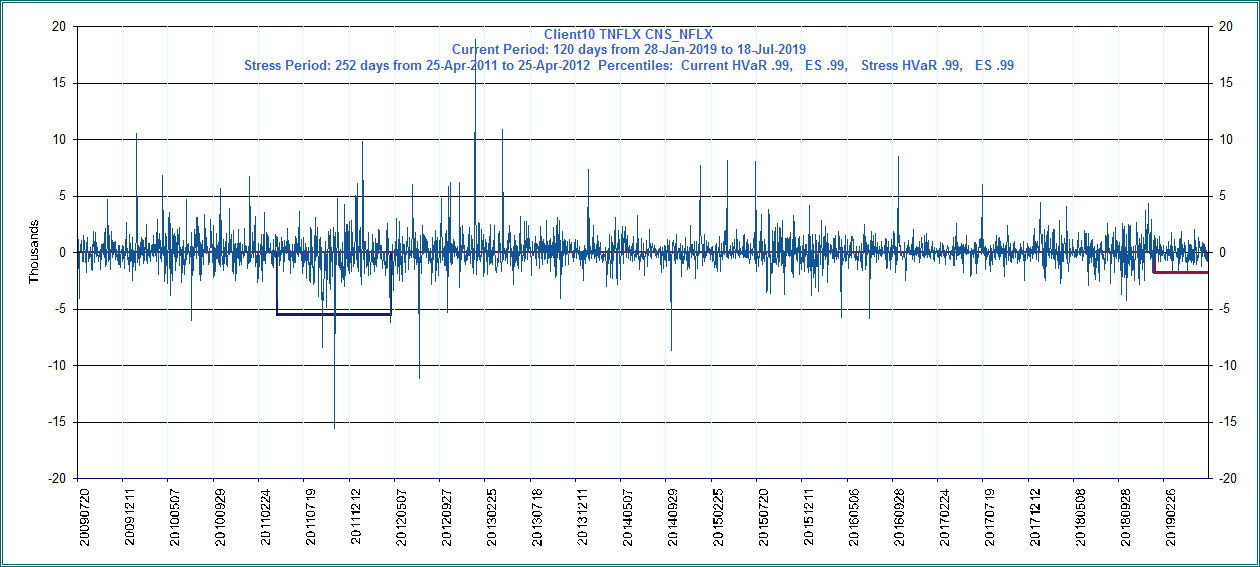 Client10 TNFLX CNS_NFLX
Current Period: 120 days from 28-Jan-2019 to 18-Jul-2019
Stress Period: 252 days from 25-Apr-2011 to 25-Apr-2012 Percentiles: Current HVaR .99, ES .99, Stress HVaR .99, ES .99
20 20
15 15
10 10
5 5
0 0
-5 -5
-10 -10
-15 -15
-20 -20
Thousands
20090720 20091211 20100507 20100929 20110224 20110719 20111212 20120507 20120927 20130225 20130718 20131211 20140507 20140929 20150225 20150720 20151211 20160506 20160928 20170224 20170719 20171212 20180508 20180928 20190226